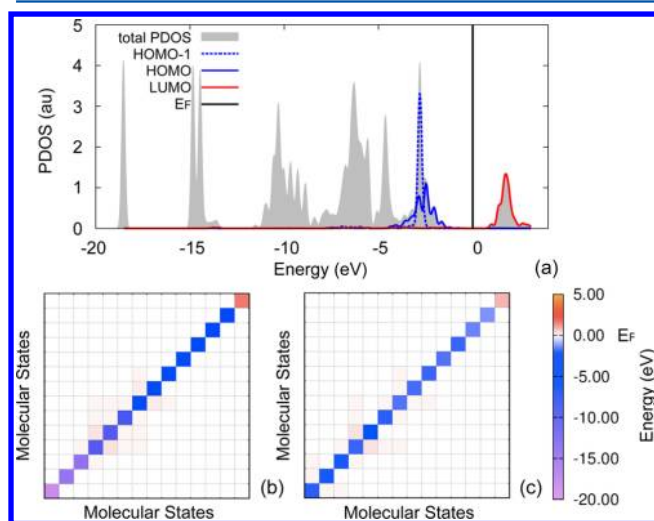 5
4
3
2
1
0
PDOS (au)
total PDOS
HOMO-1
HOMO
LUMO
EF
-20 -15 -10 -5 0
Energy (eV)
(a)
Molecular States
(b)
Molecular States
Molecular States
(c)
Molecular States
5.00
0.00
-5.00
-10.00
-15.00
-20.00
EF
Energy (eV)